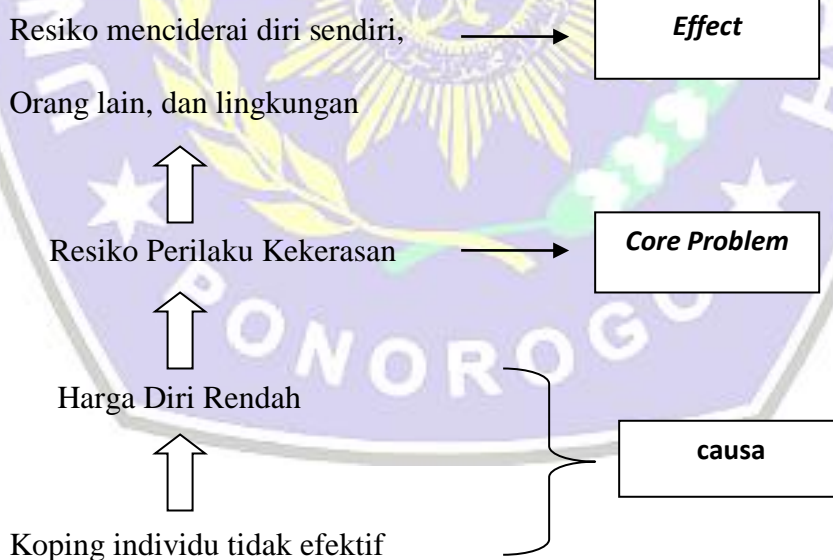 Resiko menciderai diri sendiri,
Effect
Orang lain, dan lingkungan
Resiko Perilaku Kekerasan
Core Problem
PONOROGO
Harga Diri Rendah
causa
Koping individu tidak efektif